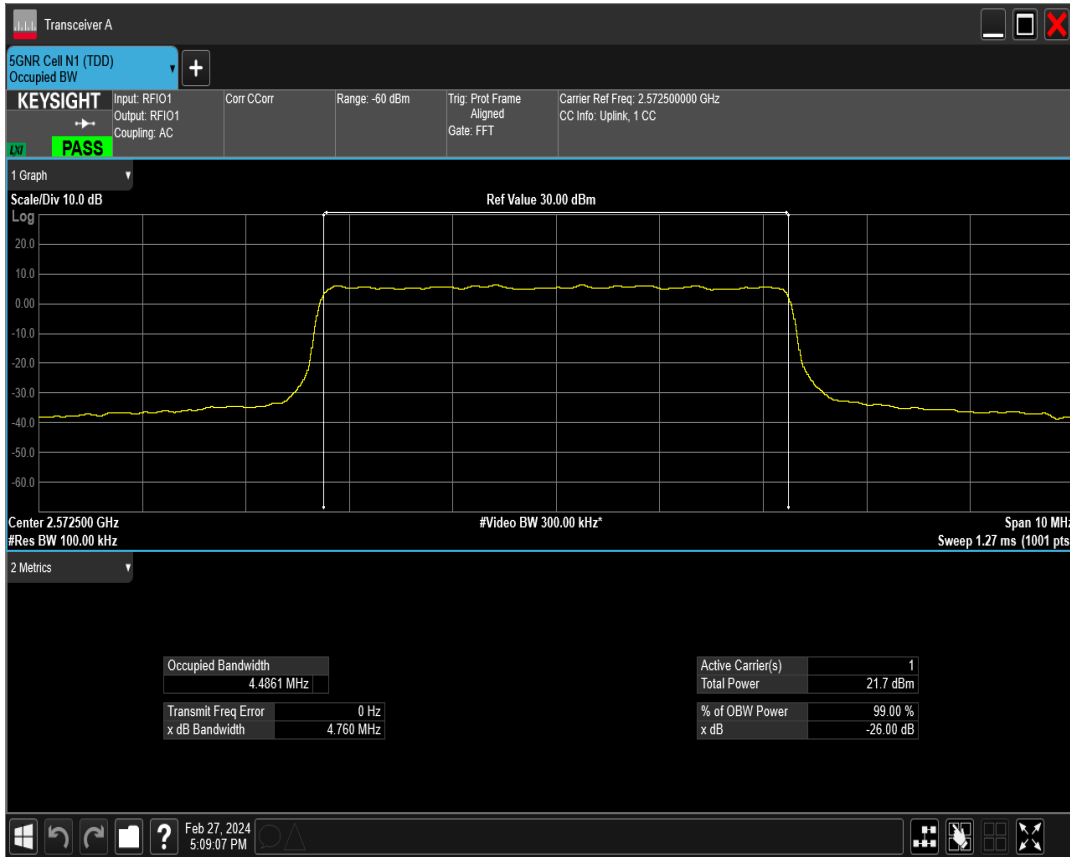 Transceiver A
5GNR Cell N1 (TDD)
Occupied BW
KEYSIGHT
LXI
PASS
Input: RFIO1
Output: RFIO1
Coupling: AC
Corr CCorr
Range: -60 dBm
Trig: Prot Frame
Aligned
Gate: FFT
Carrier Ref Freq: 2.572500000 GHz
CC Info: Uplink, 1 CC
1 Graph
Scale/Div 10.0 dB
Ref Value 30.00 dBm
Log
20.0
10.0
0.00
-10.0
-20.0
-30.0
-40.0
-50.0
-60.0
Center 2.572500 GHz
#Video BW 300.00 kHz*
Span 10 MHz
#Res BW 100.00 kHz
Sweep 1.27 ms (1001 pts
2 Metrics
Occupied Bandwidth
4.4861 MHz
Transmit Freq Error 0 Hz
x dB Bandwidth 4.760 MHz
Active Carrier(s) 1
Total Power 21.7 dBm
% of OBW Power 99.00 %
x dB -26.00 dB
?
Feb 27, 2024
5:09:07 PM